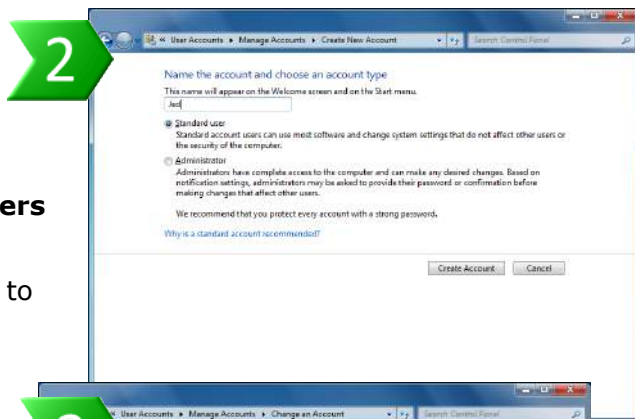 2
« User Accounts ▸ Manage Accounts ▸ Create New Account
Search Control Panel
Name the account and choose an account type
This name will appear on the Welcome screen and on the Start menu.
Jed
Standard user
Standard account users can use most software and change system settings that do not affect other users or
the security of the computer.
Administrator
Administrators have complete access to the computer and can make any desired changes. Based on
notification settings, administrators may be asked to provide their password or confirmation before
making changes that affect other users.
We recommend that you protect every account with a strong password.
Why is a standard account recommended?
Create Account
Cancel
ers
to
« User Accounts ▸ Manage Accounts ▸ Change an Account
Search Control Panel